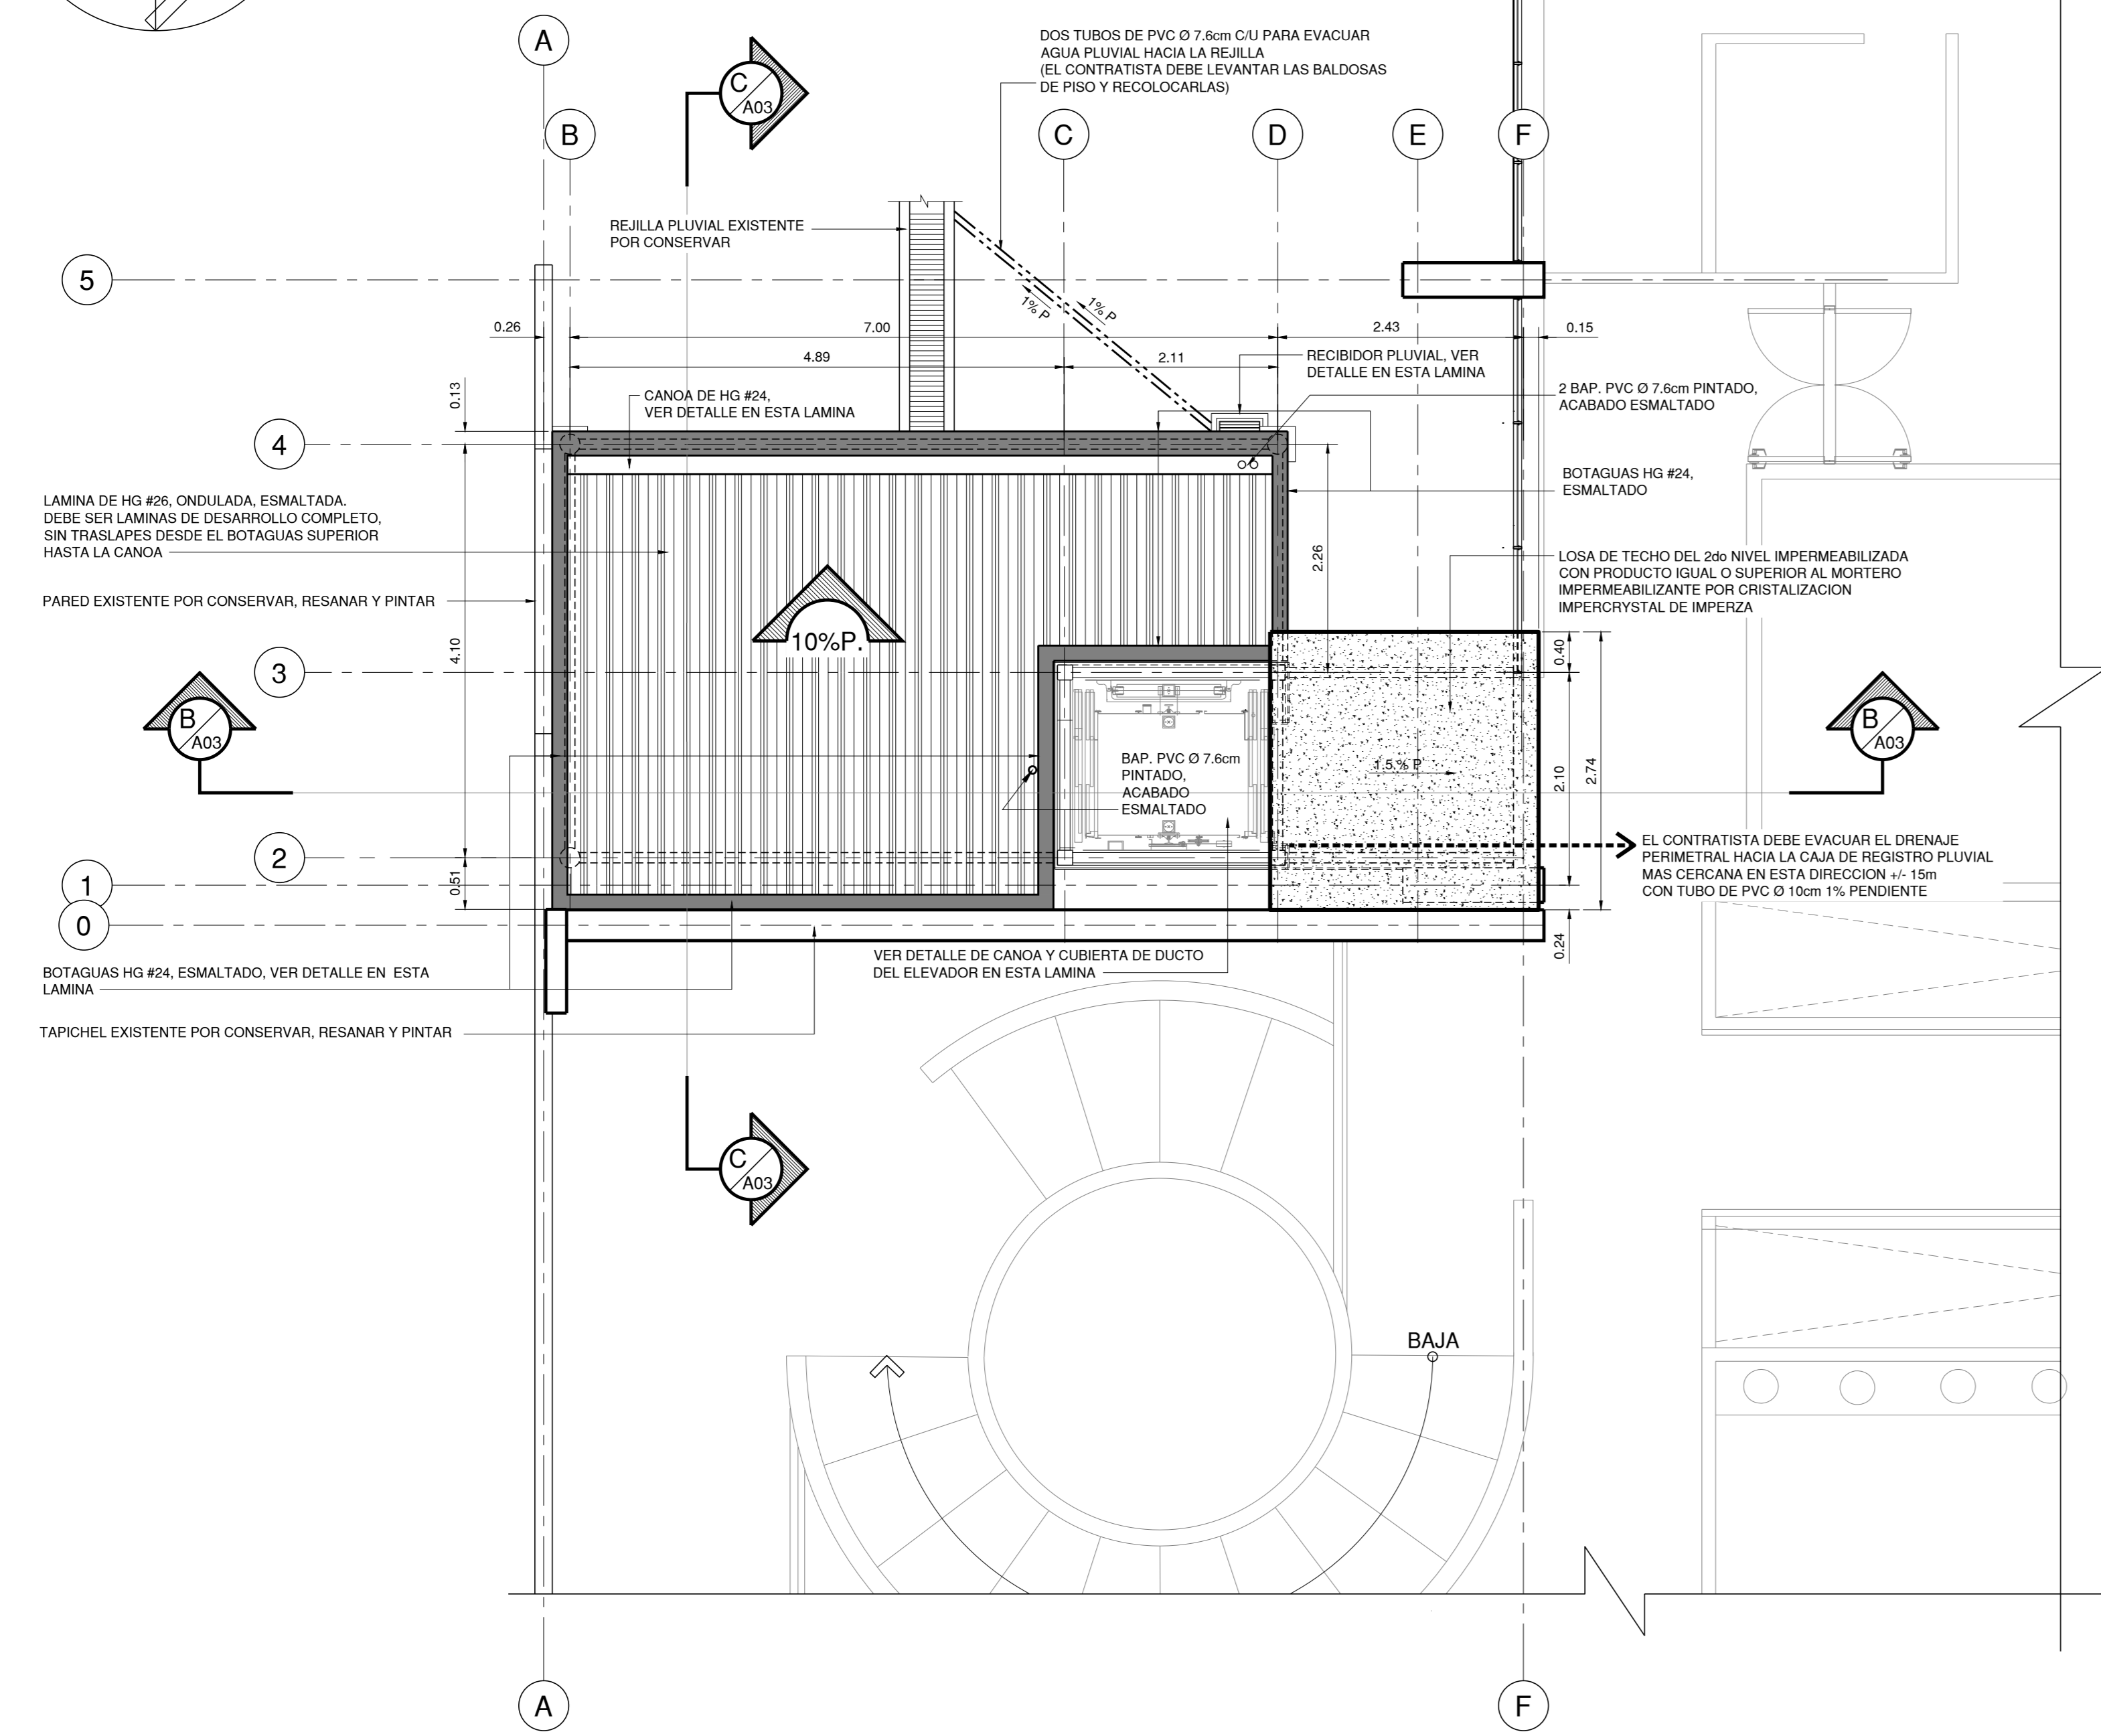 A
C
A03
DOS TUBOS DE PVC Ø 7.6cm C/U PARA EVACUAR
AGUA PLUVIAL HACIA LA REJILLA
(EL CONTRATISTA DEBE LEVANTAR LAS BALDOSAS
DE PISO Y RECOLOCARLAS)
B
C
D
E
F
REJILLA PLUVIAL EXISTENTE
POR CONSERVAR
5
1% P
1% P
0.26
7.00
2.43
0.15
4.89
2.11
RECIBIDOR PLUVIAL, VER
DETALLE EN ESTA LAMINA
0.13
CANOA DE HG #24,
VER DETALLE EN ESTA LAMINA
2 BAP. PVC Ø 7.6cm PINTADO,
ACABADO ESMALTADO
4
BOTAGUAS HG #24,
ESMALTADO
LAMINA DE HG #26, ONDULADA, ESMALTADA.
DEBE SER LAMINAS DE DESARROLLO COMPLETO,
SIN TRASLAPES DESDE EL BOTAGUAS SUPERIOR
HASTA LA CANOA
2.26
LOSA DE TECHO DEL 2do NIVEL IMPERMEABILIZADA
CON PRODUCTO IGUAL O SUPERIOR AL MORTERO
IMPERMEABILIZANTE POR CRISTALIZACION
IMPERCRYSTAL DE IMPERZA
PARED EXISTENTE POR CONSERVAR, RESANAR Y PINTAR
10%P.
4.10
0.40
3
B
A03
B
A03
BAP. PVC Ø 7.6cm
PINTADO,
ACABADO
ESMALTADO
1.5.% P
2.10
2.74
2
EL CONTRATISTA DEBE EVACUAR EL DRENAJE
PERIMETRAL HACIA LA CAJA DE REGISTRO PLUVIAL
MAS CERCANA EN ESTA DIRECCION +/- 15m
CON TUBO DE PVC Ø 10cm 1% PENDIENTE
1
0.51
0
0.24
VER DETALLE DE CANOA Y CUBIERTA DE DUCTO
DEL ELEVADOR EN ESTA LAMINA
BOTAGUAS HG #24, ESMALTADO, VER DETALLE EN ESTA
LAMINA
TAPICHEL EXISTENTE POR CONSERVAR, RESANAR Y PINTAR
C
A03
BAJA
A
F